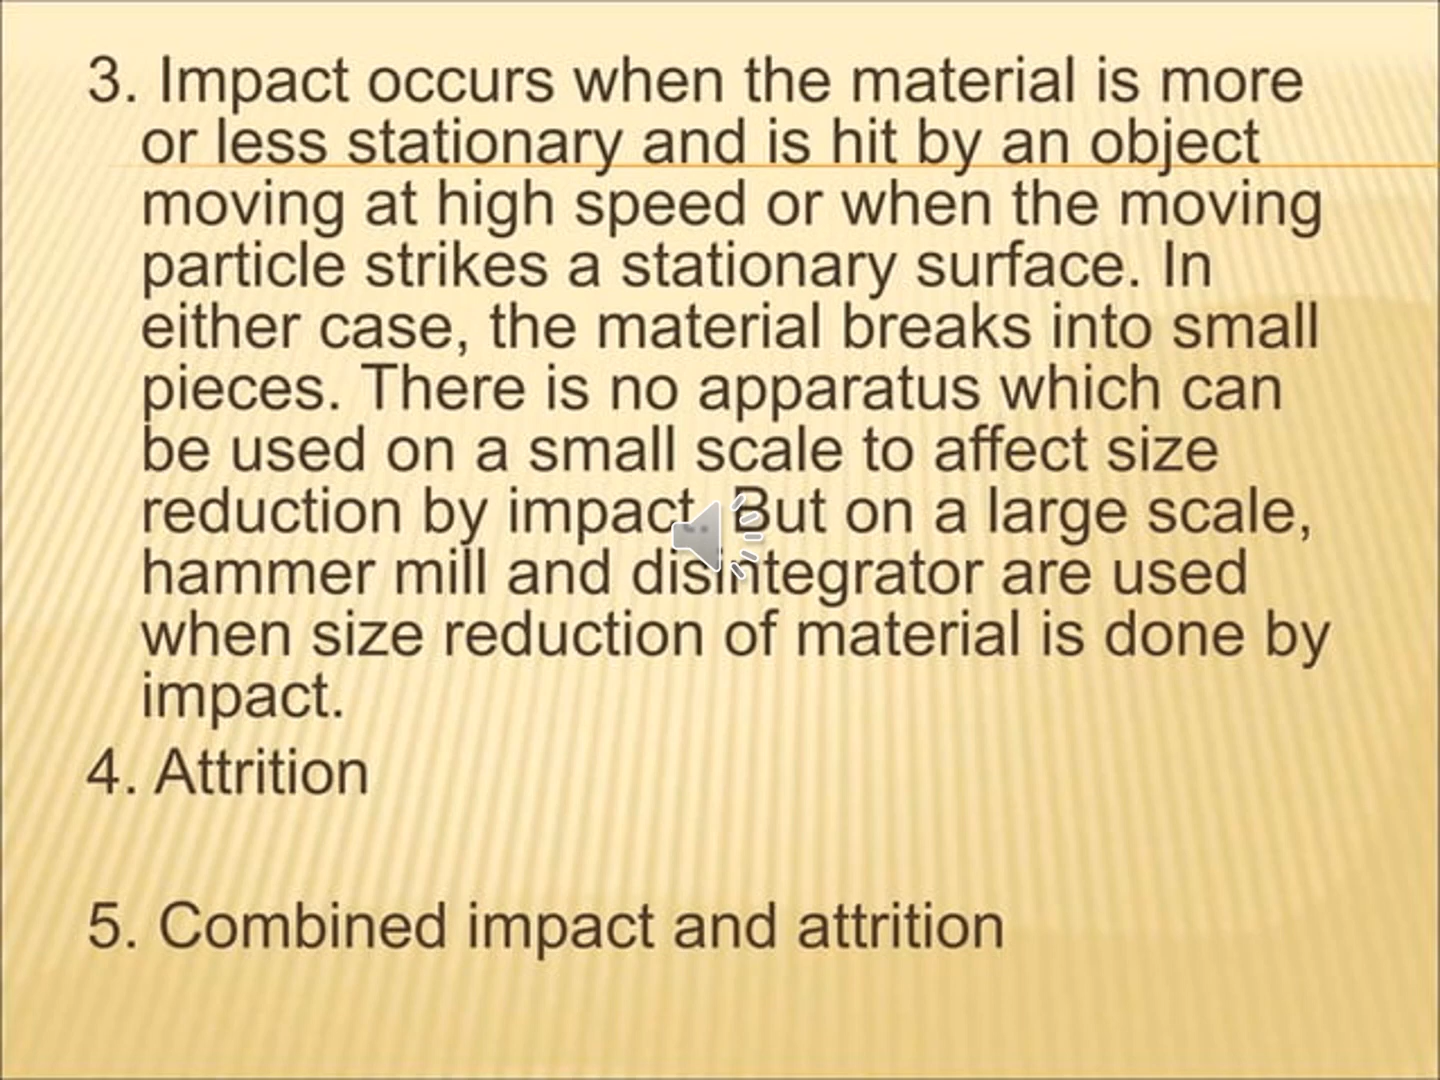 3. Impact occurs when the material is more
or less stationary and is hit by an object
moving at high speed or when the moving
particle strikes a stationary surface. In
either case, the material breaks into small
pieces. There is no apparatus which can
be used on a small scale to affect size
reduction by impact. But on a large scale,
hammer mill and disintegrator are used
when size reduction of material is done by
impact.
4. Attrition
5. Combined impact and attrition